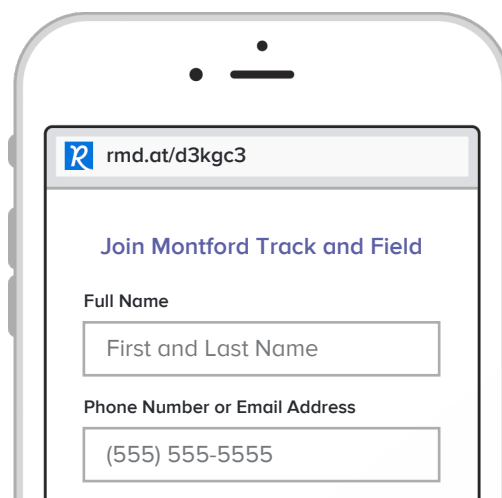 rmd.at/d3kgc3
Join Montford Track and Field
Full Name
First and Last Name
Phone Number or Email Address
(555) 555-5555